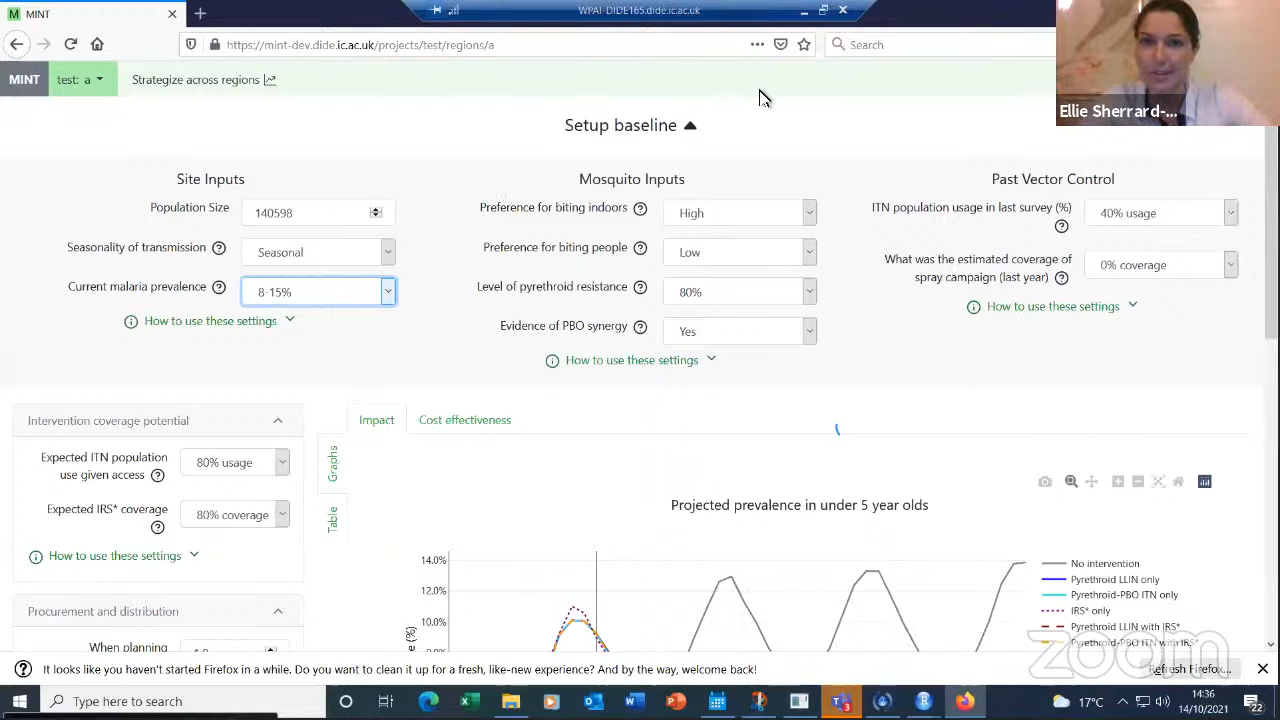 MINT
WPAI-DIDE165.dide.ic.ac.uk
https://mint-dev.dide.ic.ac.uk/projects/test/regions/a
Search
MINT
test: a
Strategize across regions
Ellie Sherrard-...
Setup baseline
Site Inputs
Population Size
140598
Seasonality of transmission
Seasonal
Current malaria prevalence
8-15%
How to use these settings
Mosquito Inputs
Preference for biting indoors
High
Preference for biting people
Low
Level of pyrethroid resistance
80%
Evidence of PBO synergy
Yes
How to use these settings
Past Vector Control
ITN population usage in last survey (%)
40% usage
What was the estimated coverage of
spray campaign (last year)
0% coverage
How to use these settings
Intervention coverage potential
Expected ITN population
use given access
80% usage
Expected IRS* coverage
80% coverage
How to use these settings
Procurement and distribution
When planning
Impact
Cost effectiveness
Graphs
Table
Projected prevalence in under 5 year olds
14.0%
12.0%
10.0%
No intervention
Pyrethroid LLIN only
Pyrethroid-PBO ITN only
IRS* only
Pyrethroid LLIN with IRS*
Pyrethroid-PBO ITN with IRS*
zoom
It looks like you haven't started Firefox in a while. Do you want to clean it up for a fresh, like-new experience? And by the way, welcome back!
Refresh Firefox...
Type here to search
17°C
14:36
14/10/2021
22
3